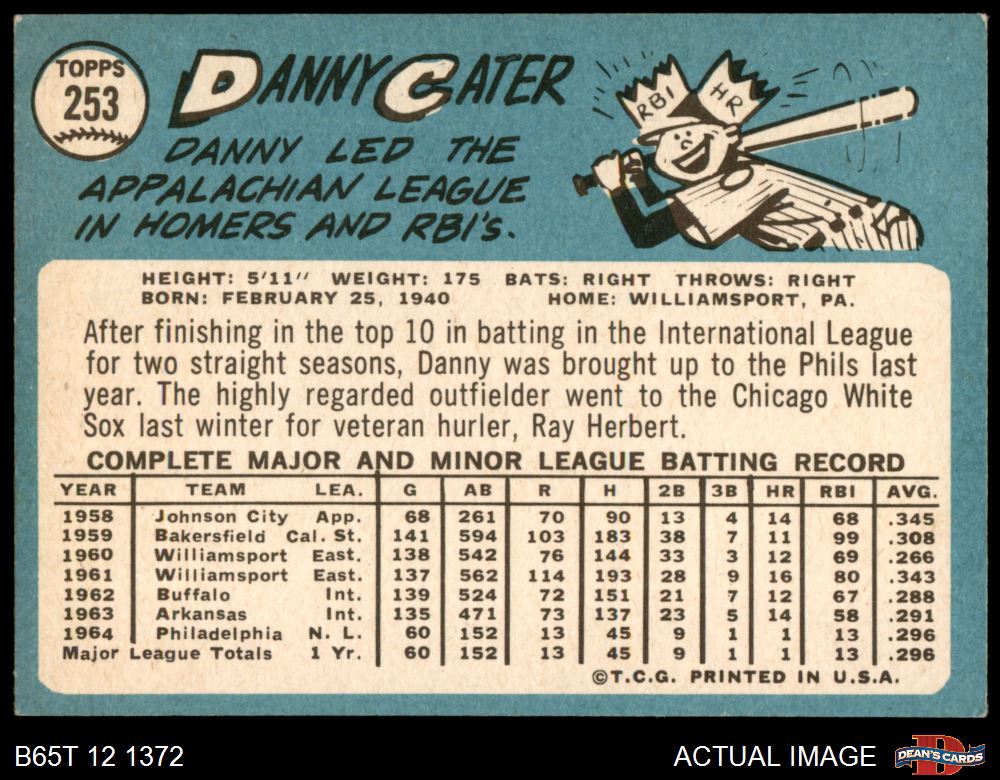 TOPPS
253
DANNY CATER
DANNY LED THE
APPALACHIAN LEAGUE
IN HOMERS AND RBI'S.
RBI
HR
HEIGHT: 5'11" WEIGHT: 175 BATS: RIGHT THROWS: RIGHT
BORN: FEBRUARY 25, 1940 HOME: WILLIAMSPORT, PA.
After finishing in the top 10 in batting in the International League
for two straight seasons, Danny was brought up to the Phils last
year. The highly regarded outfielder went to the Chicago White
Sox last winter for veteran hurler, Ray Herbert.
COMPLETE MAJOR AND MINOR LEAGUE BATTING RECORD
YEAR TEAM LEA. G AB R H 2B 3B HR RBI AVG.
1958 Johnson City App. 68 261 70 90 13 4 14 68 .345
1959 Bakersfield Cal. St. 141 594 103 183 38 7 11 99 .308
1960 Williamsport East. 138 542 76 144 33 3 12 69 .266
1961 Williamsport East. 137 562 114 193 28 9 16 80 .343
1962 Buffalo Int. 139 524 72 151 21 7 12 67 .288
1963 Arkansas Int. 135 471 73 137 23 5 14 58 .291
1964 Philadelphia N. L. 60 152 13 45 9 1 1 13 .296
Major League Totals 1 Yr. 60 152 13 45 9 1 1 13 .296
©T.C.G. PRINTED IN U.S.A.
B65T 12 1372 ACTUAL IMAGE
D
DEAN'S CARDS